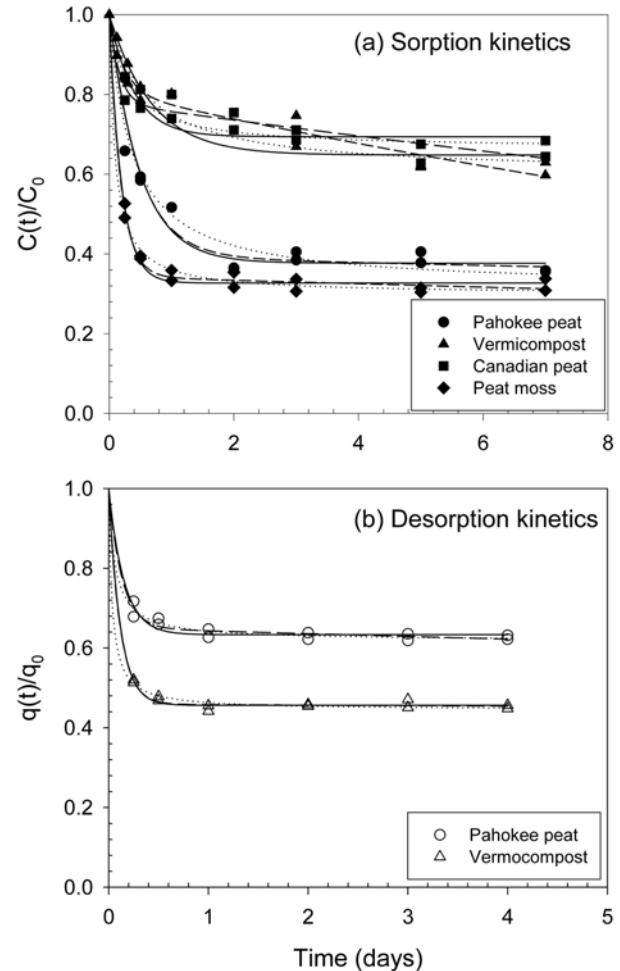 (a) Sorption kinetics
C(t)/C0
1.0
0.8
0.6
0.4
0.2
0.0
Pahokee peat
Vermicompost
Canadian peat
Peat moss
0 2 4 6 8
(b) Desorption kinetics
q(t)/q0
1.0
0.8
0.6
0.4
0.2
0.0
Pahokee peat
Vermocompost
0 1 2 3 4 5
Time (days)